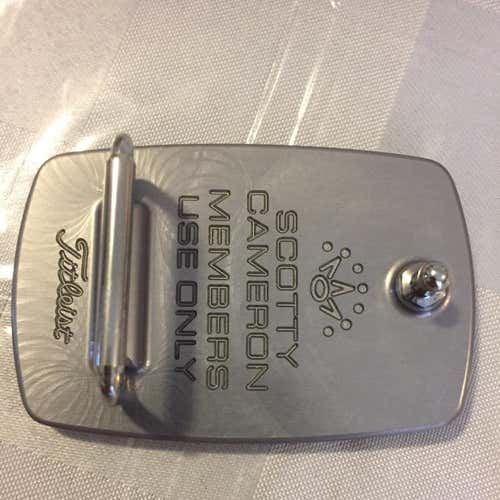 SCOTTY
CAMERON
MEMBERS
USE ONLY
Titleist